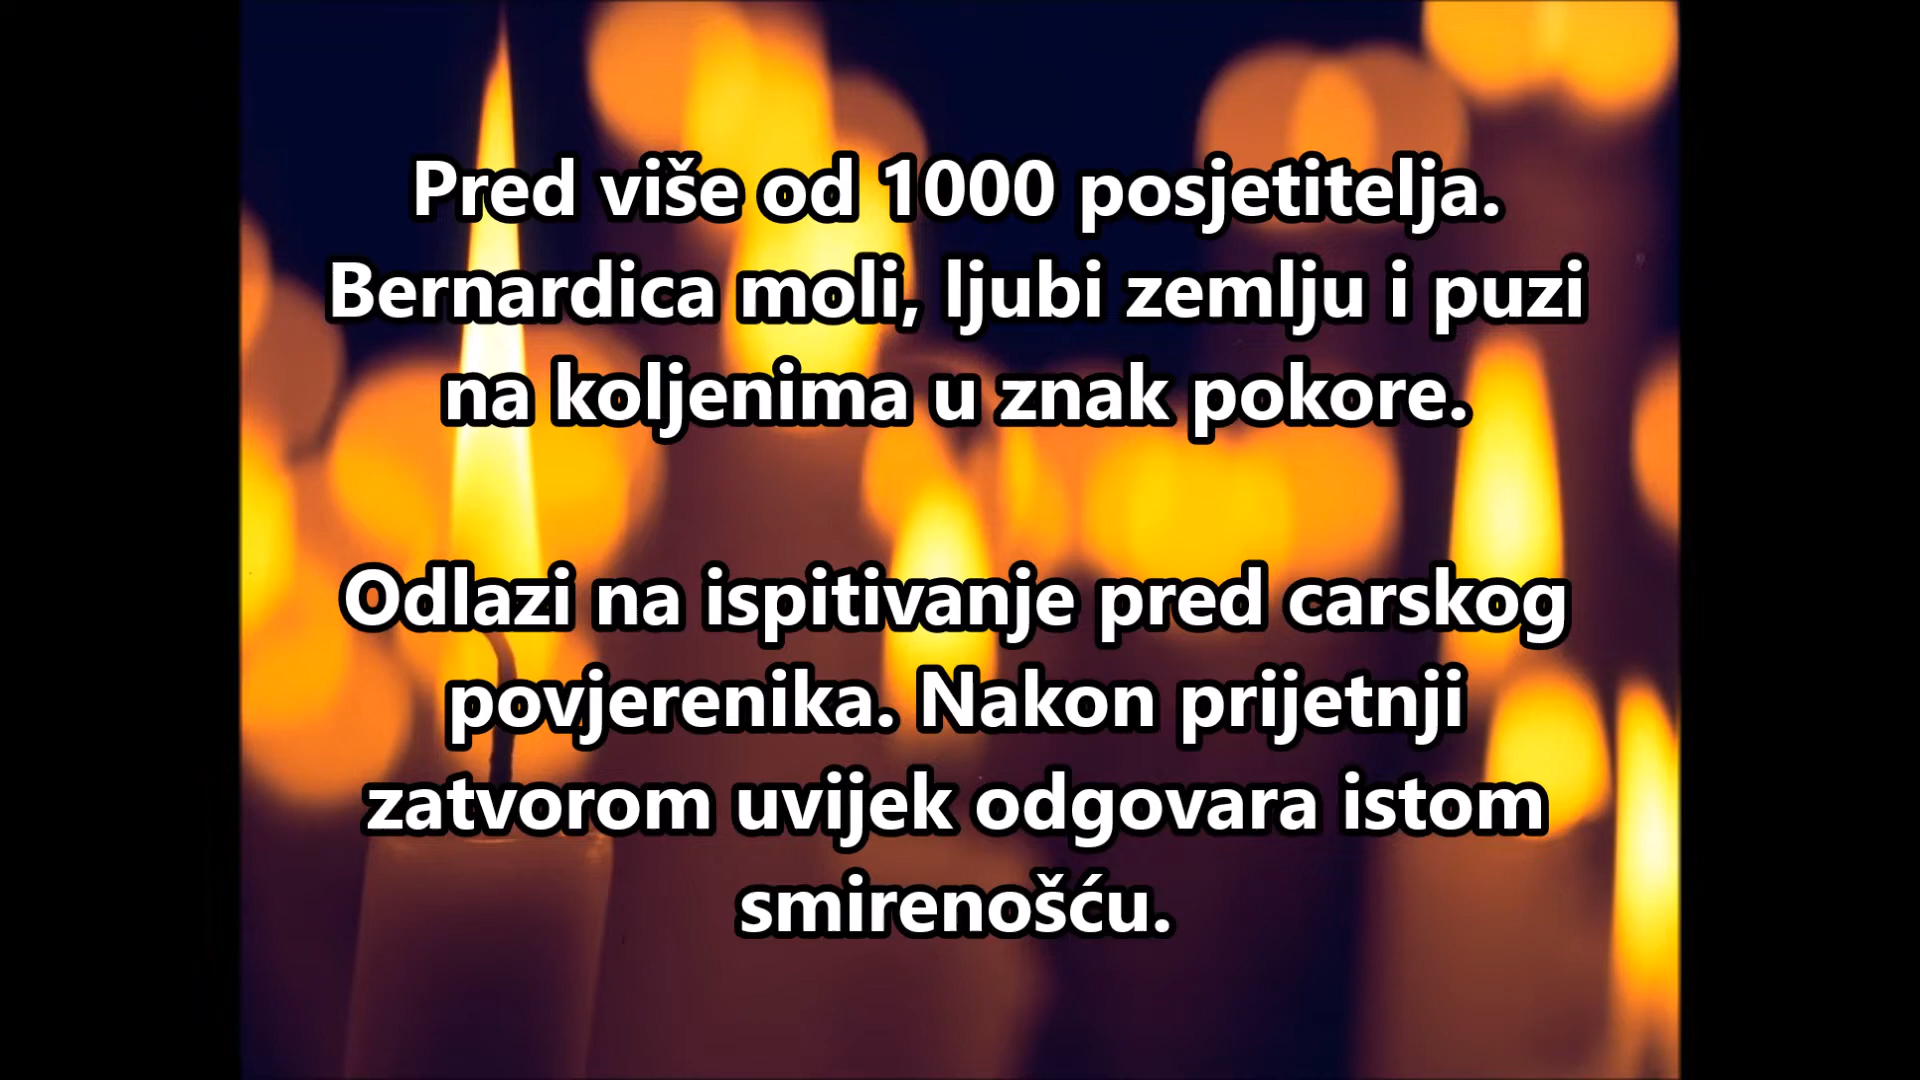 Pred više od 1000 posjetitelja.
Bernardica moli, ljubi zemlju i puzi
na koljenima u znak pokore.
Odlazi na ispitivanje pred carskog
povjerenika. Nakon prijetnji
zatvorom uvijek odgovara istom
smirenošću.